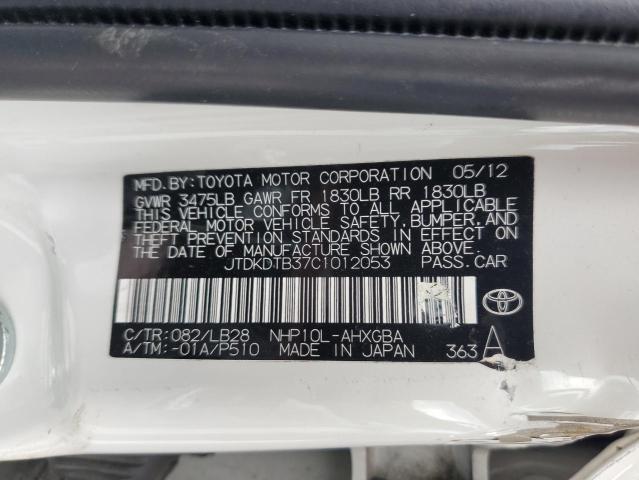 MFD.BY:TOYOTA MOTOR CORPORATION 05/12
GVWR 3475LB GAWR FR 1830LB RR 1830LB
THIS VEHICLE CONFORMS TO ALL APPLICABLE
FEDERAL MOTOR VEHICLE SAFETY, BUMPER, AND
THEFT PREVENTION STANDARDS IN EFFECT ON
THE DATE OF MANUFACTURE SHOWN ABOVE.
JTDKDTB37C1012053 PASS.CAR
C/TR:082/LB28 NHP10L-AHXGBA
A/TM:-01A/P510 MADE IN JAPAN 363 A